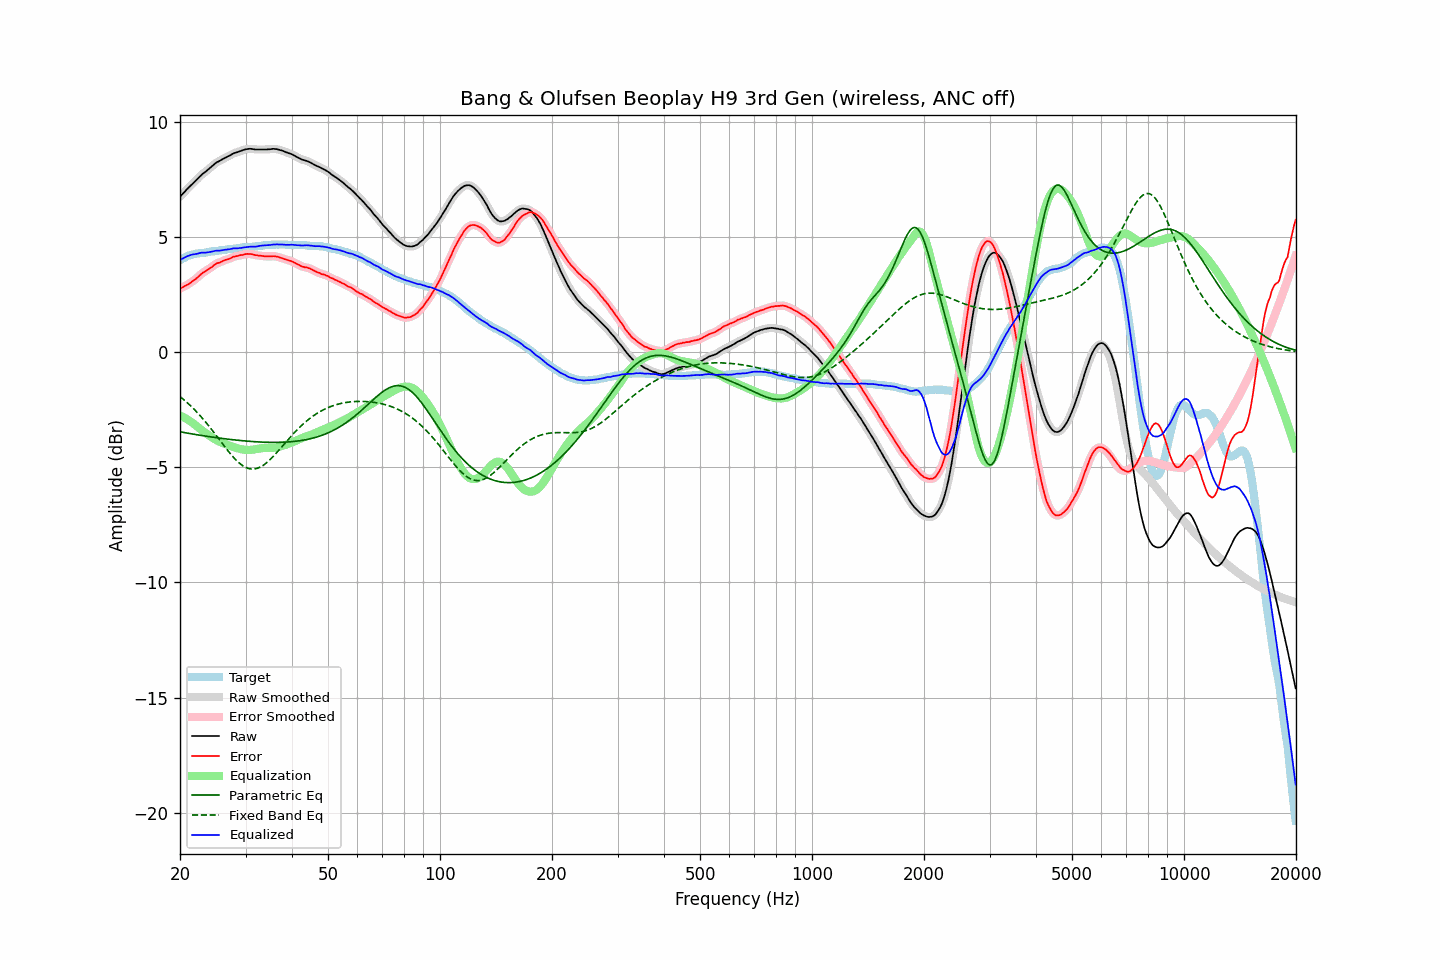 Bang & Olufsen Beoplay H9 3rd Gen (wireless, ANC off)
Amplitude (dBr)
10
5
0
−5
−10
−15
−20
Target
Raw Smoothed
Error Smoothed
Raw
Error
Equalization
Parametric Eq
Fixed Band Eq
Equalized
20 50 100 200 500 1000 2000 5000 10000 20000
Frequency (Hz)